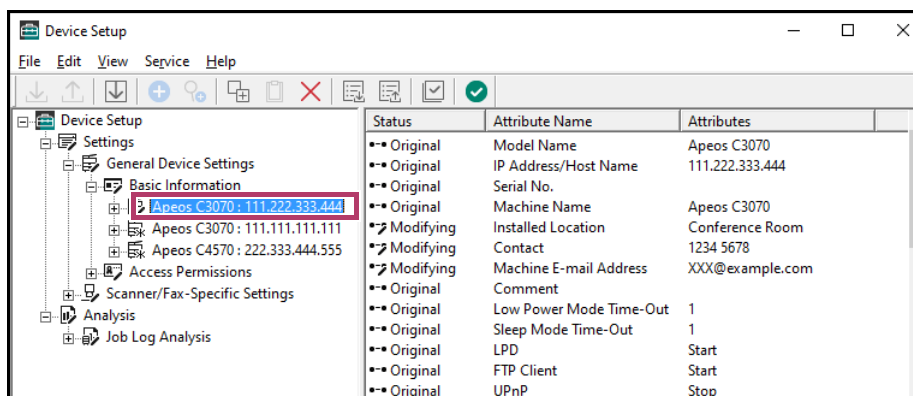 Device Setup
File Edit View Service Help
Device Setup
Settings
General Device Settings
Basic Information
Apeos C3070 : 111.222.333.444
Apeos C3070 : 111.111.111.111
Apeos C4570 : 222.333.444.555
Access Permissions
Scanner/Fax-Specific Settings
Analysis
Job Log Analysis
Status Attribute Name Attributes
Original Model Name Apeos C3070
Original IP Address/Host Name 111.222.333.444
Original Serial No.
Original Machine Name Apeos C3070
Modifying Installed Location Conference Room
Modifying Contact 1234 5678
Modifying Machine E-mail Address XXX@example.com
Original Comment
Original Low Power Mode Time-Out 1
Original Sleep Mode Time-Out 1
Original LPD Start
Original FTP Client Start
Original UPnP Stop